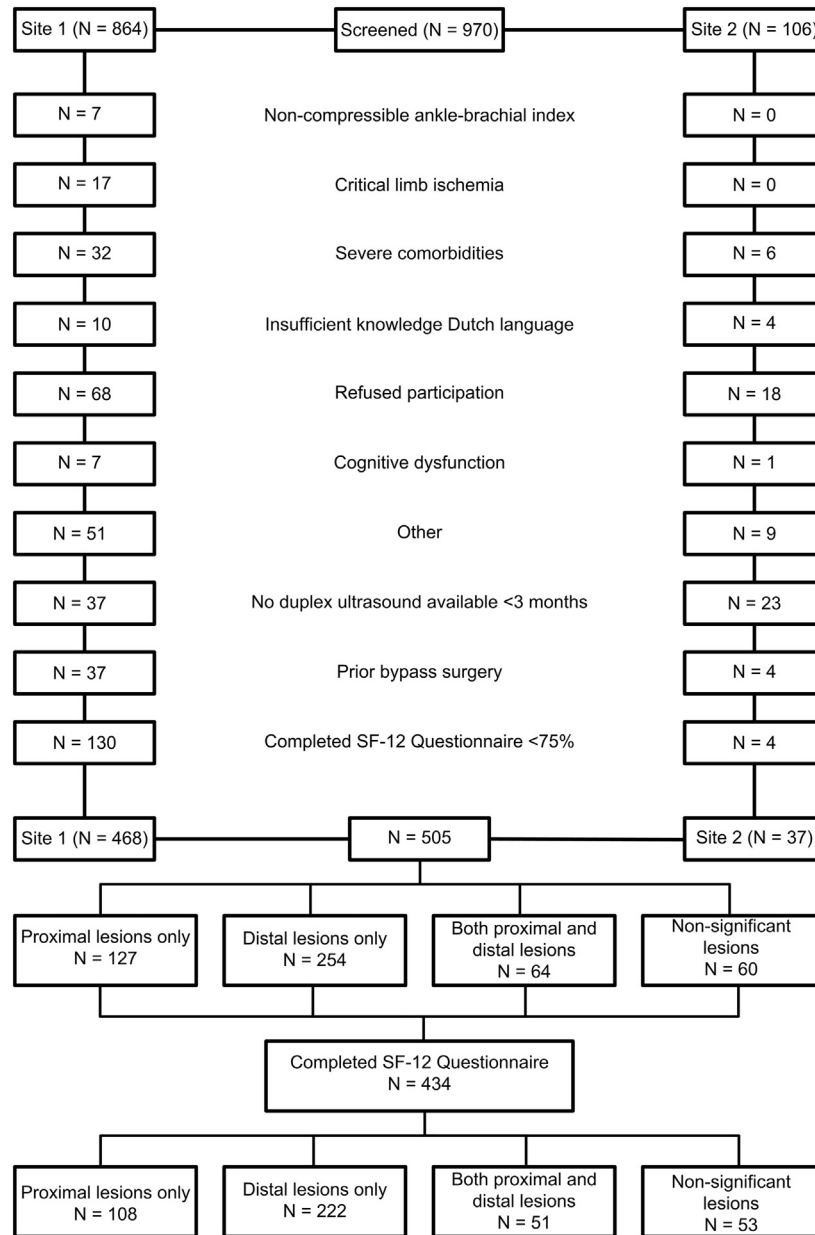 Site 1 (N = 864) Screened (N = 970) Site 2 (N = 106)
N = 7 Non-compressible ankle-brachial index N = 0
N = 17 Critical limb ischemia N = 0
N = 32 Severe comorbidities N = 6
N = 10 Insufficient knowledge Dutch language N = 4
N = 68 Refused participation N = 18
N = 7 Cognitive dysfunction N = 1
N = 51 Other N = 9
N = 37 No duplex ultrasound available <3 months N = 23
N = 37 Prior bypass surgery N = 4
N = 130 Completed SF-12 Questionnaire <75% N = 4
Site 1 (N = 468) N = 505 Site 2 (N = 37)
Proximal lesions only
N = 127
Distal lesions only
N = 254
Both proximal and
distal lesions
N = 64
Non-significant
lesions
N = 60
Completed SF-12 Questionnaire
N = 434
Proximal lesions only
N = 108
Distal lesions only
N = 222
Both proximal and
distal lesions
N = 51
Non-significant
lesions
N = 53